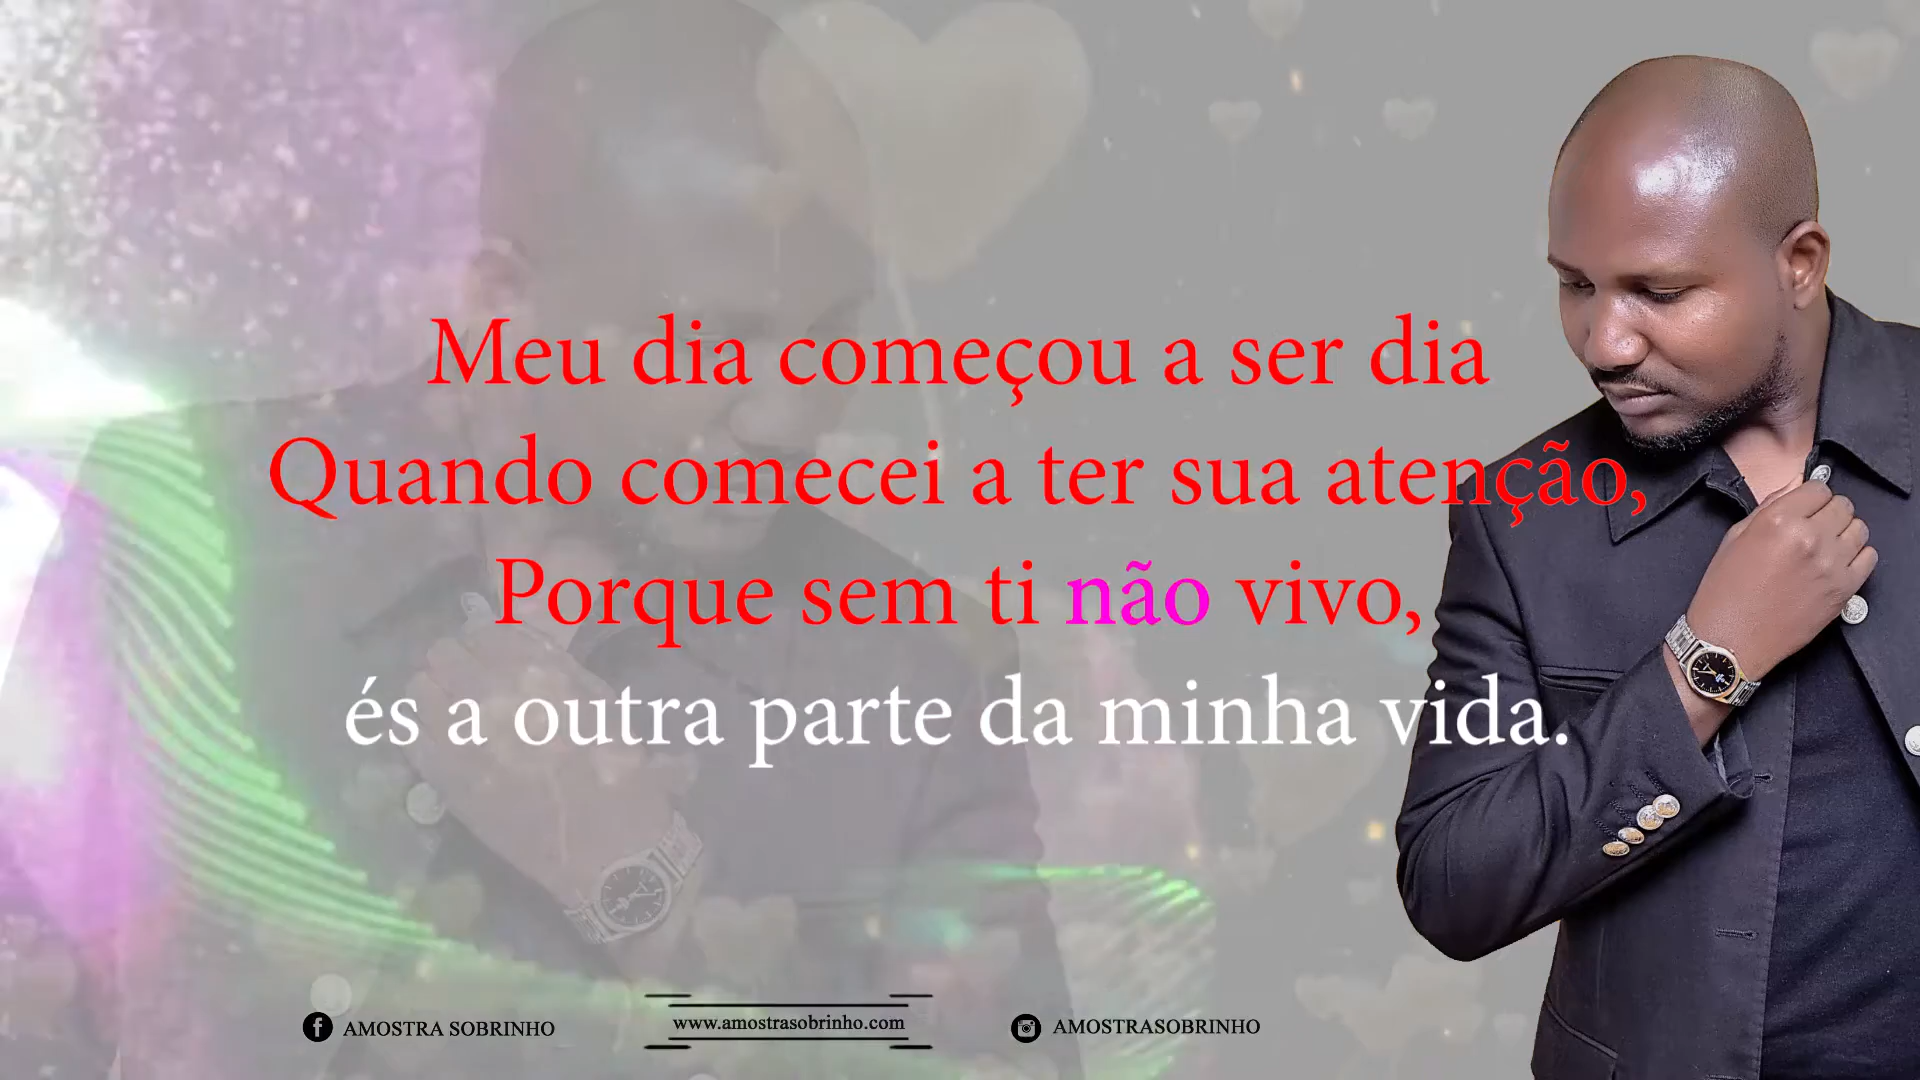 Meu dia começou a ser dia
Quando comecei a ter sua atenção,
Porque sem ti não vivo,
és a outra parte da minha vida.
AMOSTRA SOBRINHO
www.amostrasobrinho.com
AMOSTRASOBRINHO